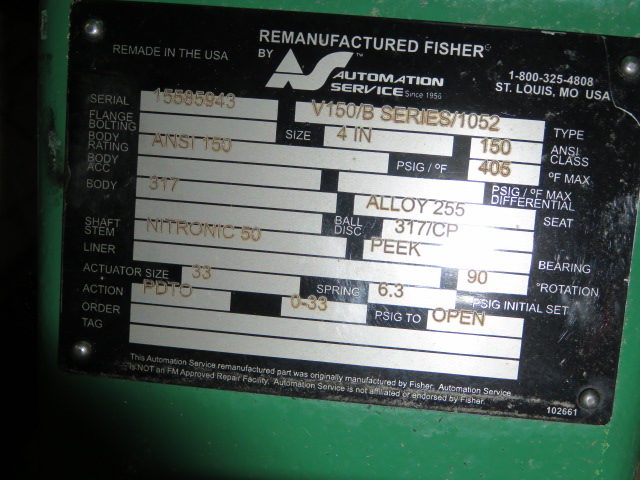 REMANUFACTURED FISHER©
REMADE IN THE USA BY AS™ AUTOMATION SERVICE Since 1956
1-800-325-4808
ST. LOUIS, MO USA
SERIAL 15585943 V150/B SERIES/1052 TYPE
FLANGE BOLTING SIZE 4 IN 150 ANSI CLASS
BODY RATING ANSI 150 PSIG / ºF 405 ºF MAX
BODY ACC PSIG / ºF MAX DIFFERENTIAL
BODY 317 ALLOY 255 SEAT
SHAFT STEM NITRONIC 50 BALL DISC 317/CP
LINER PEEK BEARING
ACTUATOR SIZE 33 90 ROTATION
ACTION PDTO SPRING 6.3 PSIG INITIAL SET
ORDER 0-33 PSIG TO OPEN
TAG
This Automation Service remanufactured part was originally manufactured by Fisher. Automation Service
is NOT an FM Approved Repair Facility. Automation Service is not affiliated or endorsed by Fisher.
102661